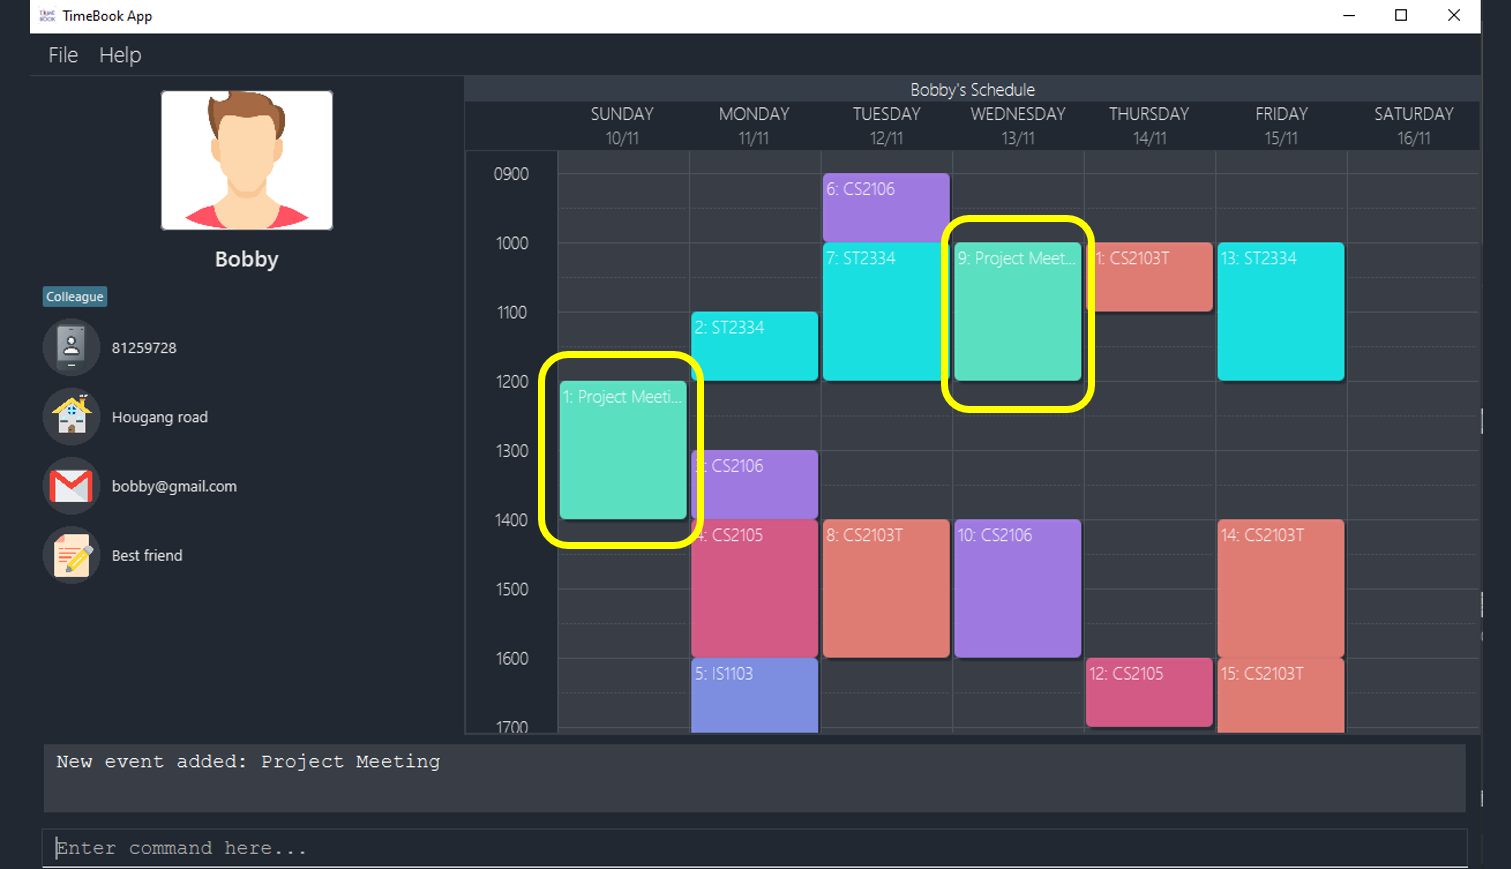 TimeBook App
File Help
Bobby
Colleague
81259728
Hougang road
bobby@gmail.com
Best friend
Bobby's Schedule
SUNDAY MONDAY TUESDAY WEDNESDAY THURSDAY FRIDAY SATURDAY
10/11 11/11 12/11 13/11 14/11 15/11 16/11
0900
6: CS2106
1000
7: ST2334 9: Project Meet... 1: CS2103T 13: ST2334
1100
2: ST2334
1200
1: Project Meeti...
1300
: CS2106
1400
4: CS2105 8: CS2103T 10: CS2106 14: CS2103T
1500
1600
5: IS1103 12: CS2105 15: CS2103T
1700
New event added: Project Meeting
Enter command here...